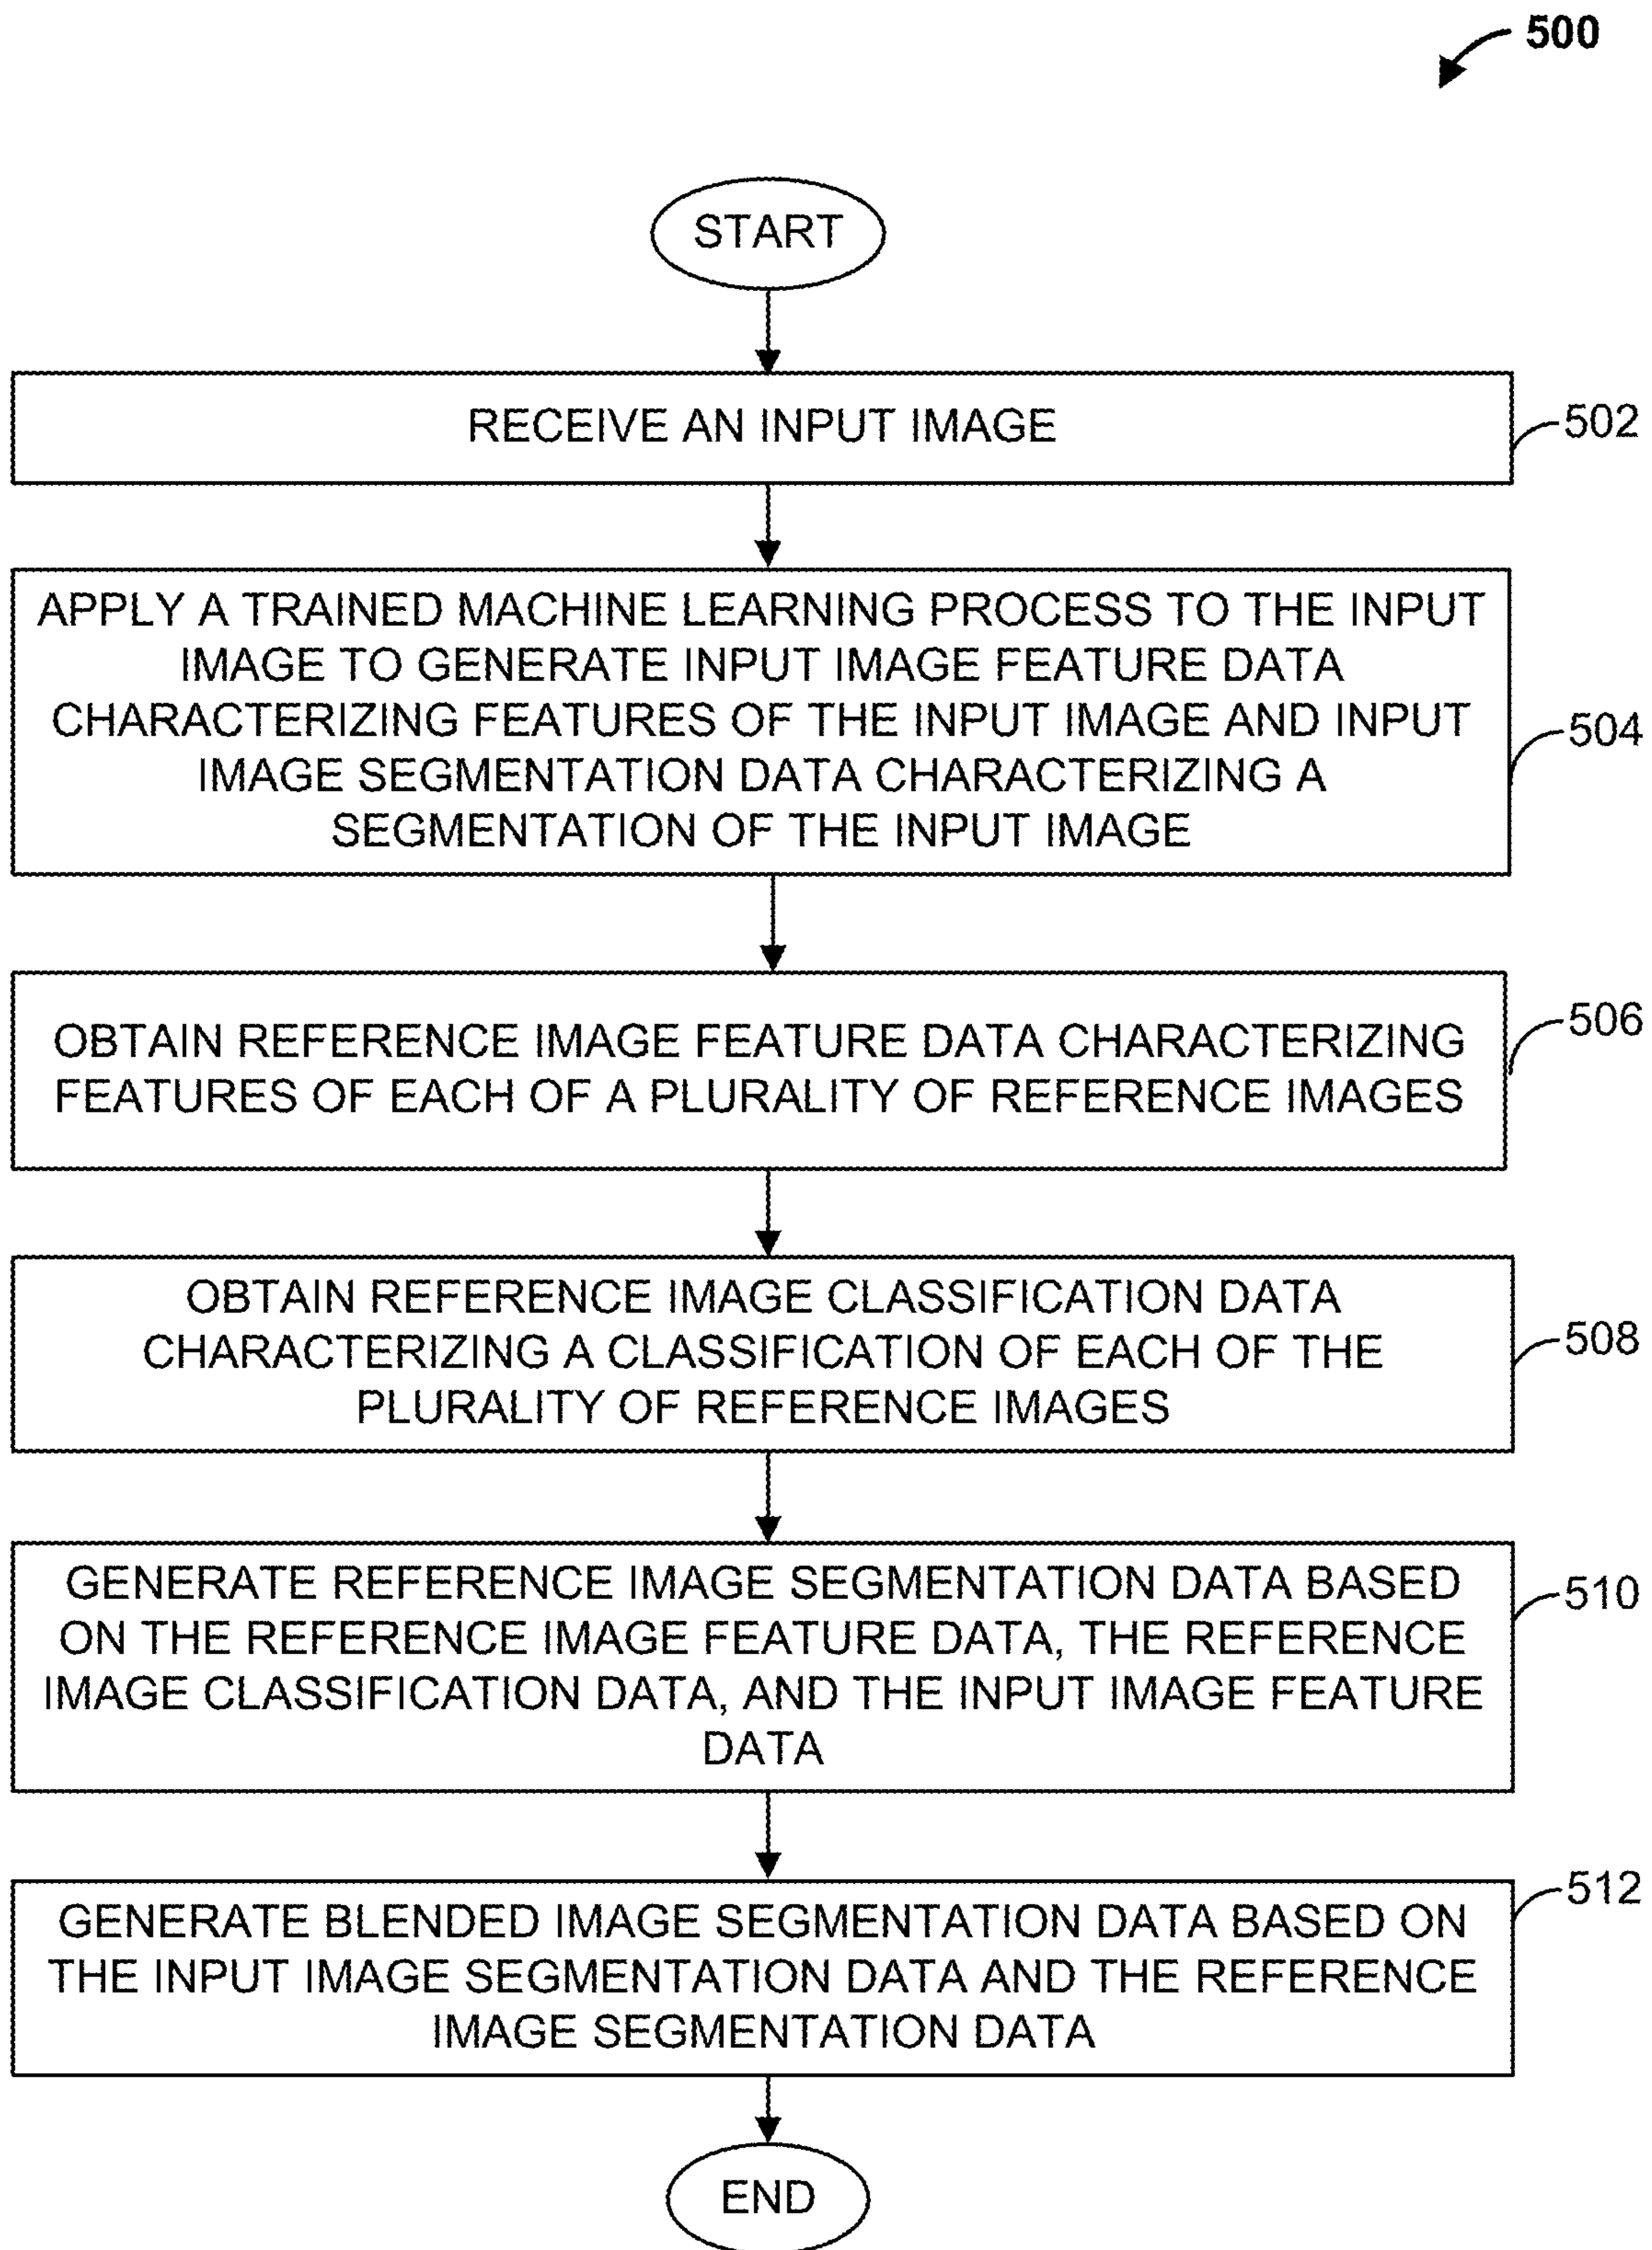 500
START
RECEIVE AN INPUT IMAGE
502
APPLY A TRAINED MACHINE LEARNING PROCESS TO THE INPUT
IMAGE TO GENERATE INPUT IMAGE FEATURE DATA
CHARACTERIZING FEATURES OF THE INPUT IMAGE AND INPUT
IMAGE SEGMENTATION DATA CHARACTERIZING A
SEGMENTATION OF THE INPUT IMAGE
504
OBTAIN REFERENCE IMAGE FEATURE DATA CHARACTERIZING
FEATURES OF EACH OF A PLURALITY OF REFERENCE IMAGES
506
OBTAIN REFERENCE IMAGE CLASSIFICATION DATA
CHARACTERIZING A CLASSIFICATION OF EACH OF THE
PLURALITY OF REFERENCE IMAGES
508
GENERATE REFERENCE IMAGE SEGMENTATION DATA BASED
ON THE REFERENCE IMAGE FEATURE DATA, THE REFERENCE
IMAGE CLASSIFICATION DATA, AND THE INPUT IMAGE FEATURE
DATA
510
GENERATE BLENDED IMAGE SEGMENTATION DATA BASED ON
THE INPUT IMAGE SEGMENTATION DATA AND THE REFERENCE
IMAGE SEGMENTATION DATA
512
END